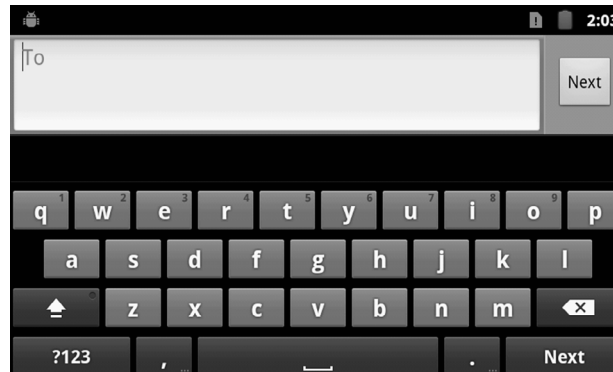 2:03
To
Next
q 1 w 2 e 3 r 4 t 5 y 6 u 7 i 8 o 9 p
a s d f g h j k l
z x c v b n m
?123 , ... . ... Next